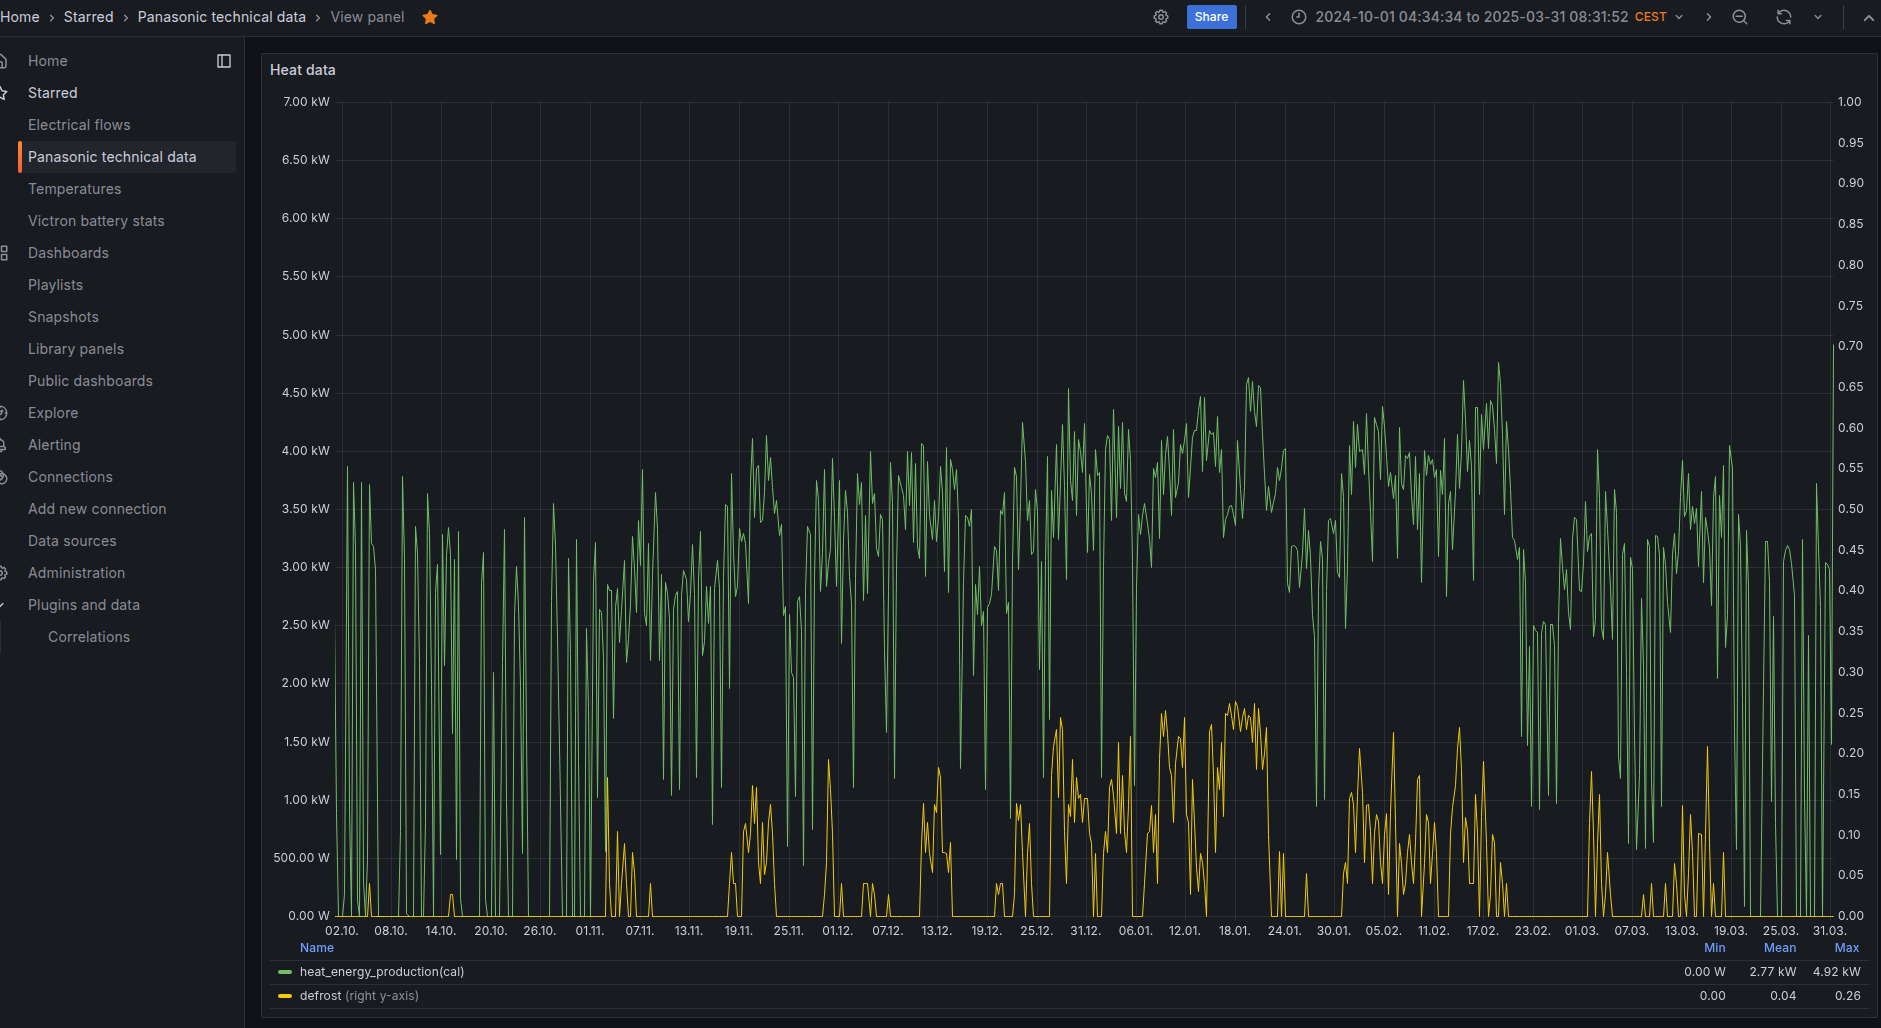 Home › Starred › Panasonic technical data › View panel
Share
2024-10-01 04:34:34 to 2025-03-31 08:31:52 CEST
Home
Starred
Electrical flows
Panasonic technical data
Temperatures
Victron battery stats
Dashboards
Playlists
Snapshots
Library panels
Public dashboards
Explore
Alerting
Connections
Add new connection
Data sources
Administration
Plugins and data
Correlations
Heat data
7.00 kW
6.50 kW
6.00 kW
5.50 kW
5.00 kW
4.50 kW
4.00 kW
3.50 kW
3.00 kW
2.50 kW
2.00 kW
1.50 kW
1.00 kW
500.00 W
0.00 W
1.00
0.95
0.90
0.85
0.80
0.75
0.70
0.65
0.60
0.55
0.50
0.45
0.40
0.35
0.30
0.25
0.20
0.15
0.10
0.05
0.00
02.10. 08.10. 14.10. 20.10. 26.10. 01.11. 07.11. 13.11. 19.11. 25.11. 01.12. 07.12. 13.12. 19.12. 25.12. 31.12. 06.01. 12.01. 18.01. 24.01. 30.01. 05.02. 11.02. 17.02. 23.02. 01.03. 07.03. 13.03. 19.03. 25.03. 31.03.
Name Min Mean Max
heat_energy_production(cal) 0.00 W 2.77 kW 4.92 kW
defrost (right y-axis) 0.00 0.04 0.26